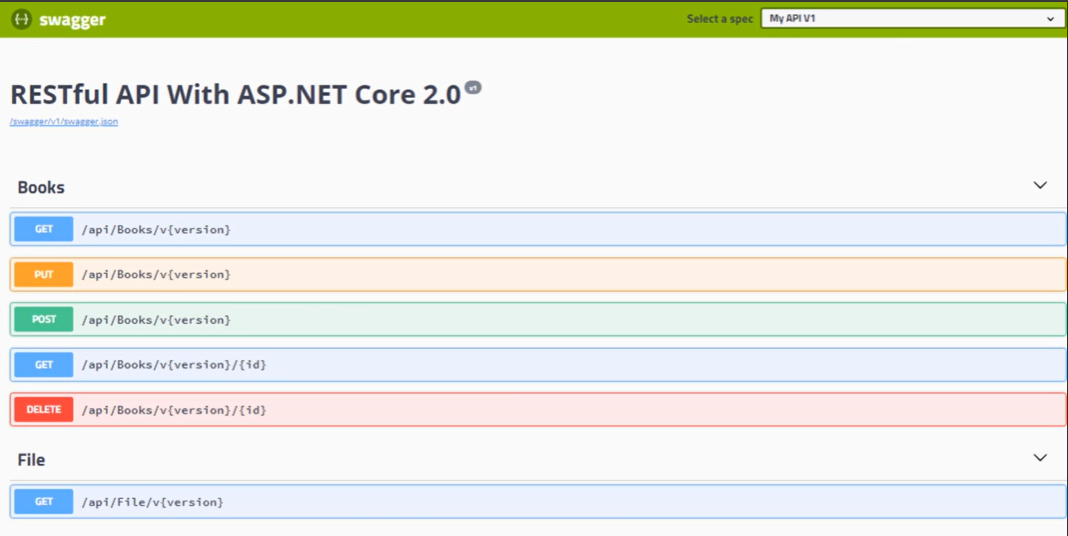 {···} swagger
Select a spec My API V1
RESTful API With ASP.NET Core 2.0 v1
/swagger/v1/swagger.json
Books
GET /api/Books/v{version}
PUT /api/Books/v{version}
POST /api/Books/v{version}
GET /api/Books/v{version}/{id}
DELETE /api/Books/v{version}/{id}
File
GET /api/File/v{version}